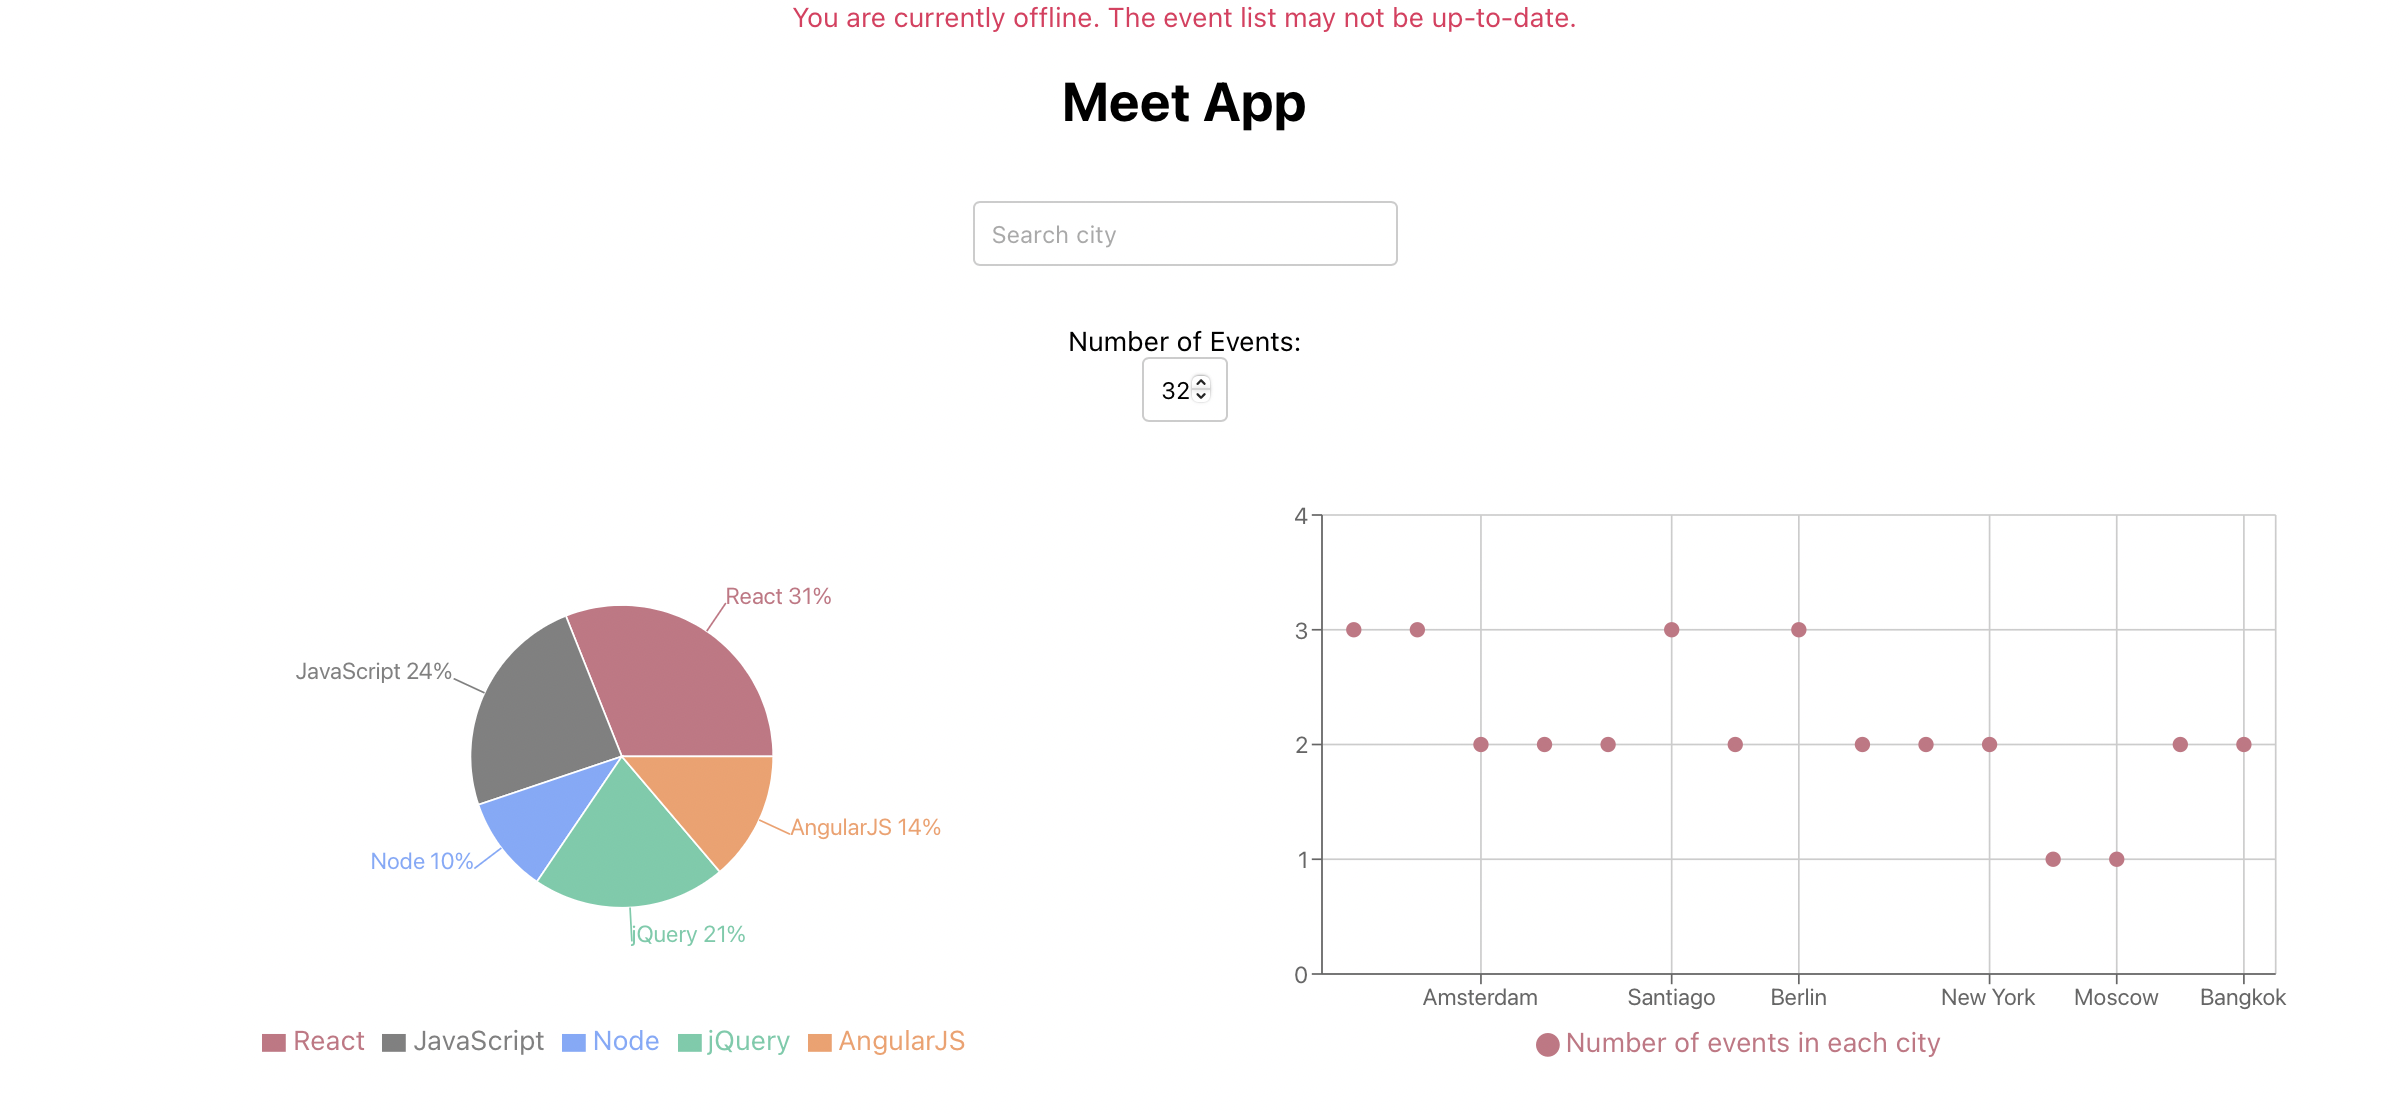 You are currently offline. The event list may not be up-to-date.
Meet App
Search city
Number of Events:
32
React 31%
JavaScript 24%
AngularJS 14%
Node 10%
jQuery 21%
React JavaScript Node jQuery AngularJS
4
3
2
1
0
Amsterdam Santiago Berlin New York Moscow Bangkok
Number of events in each city